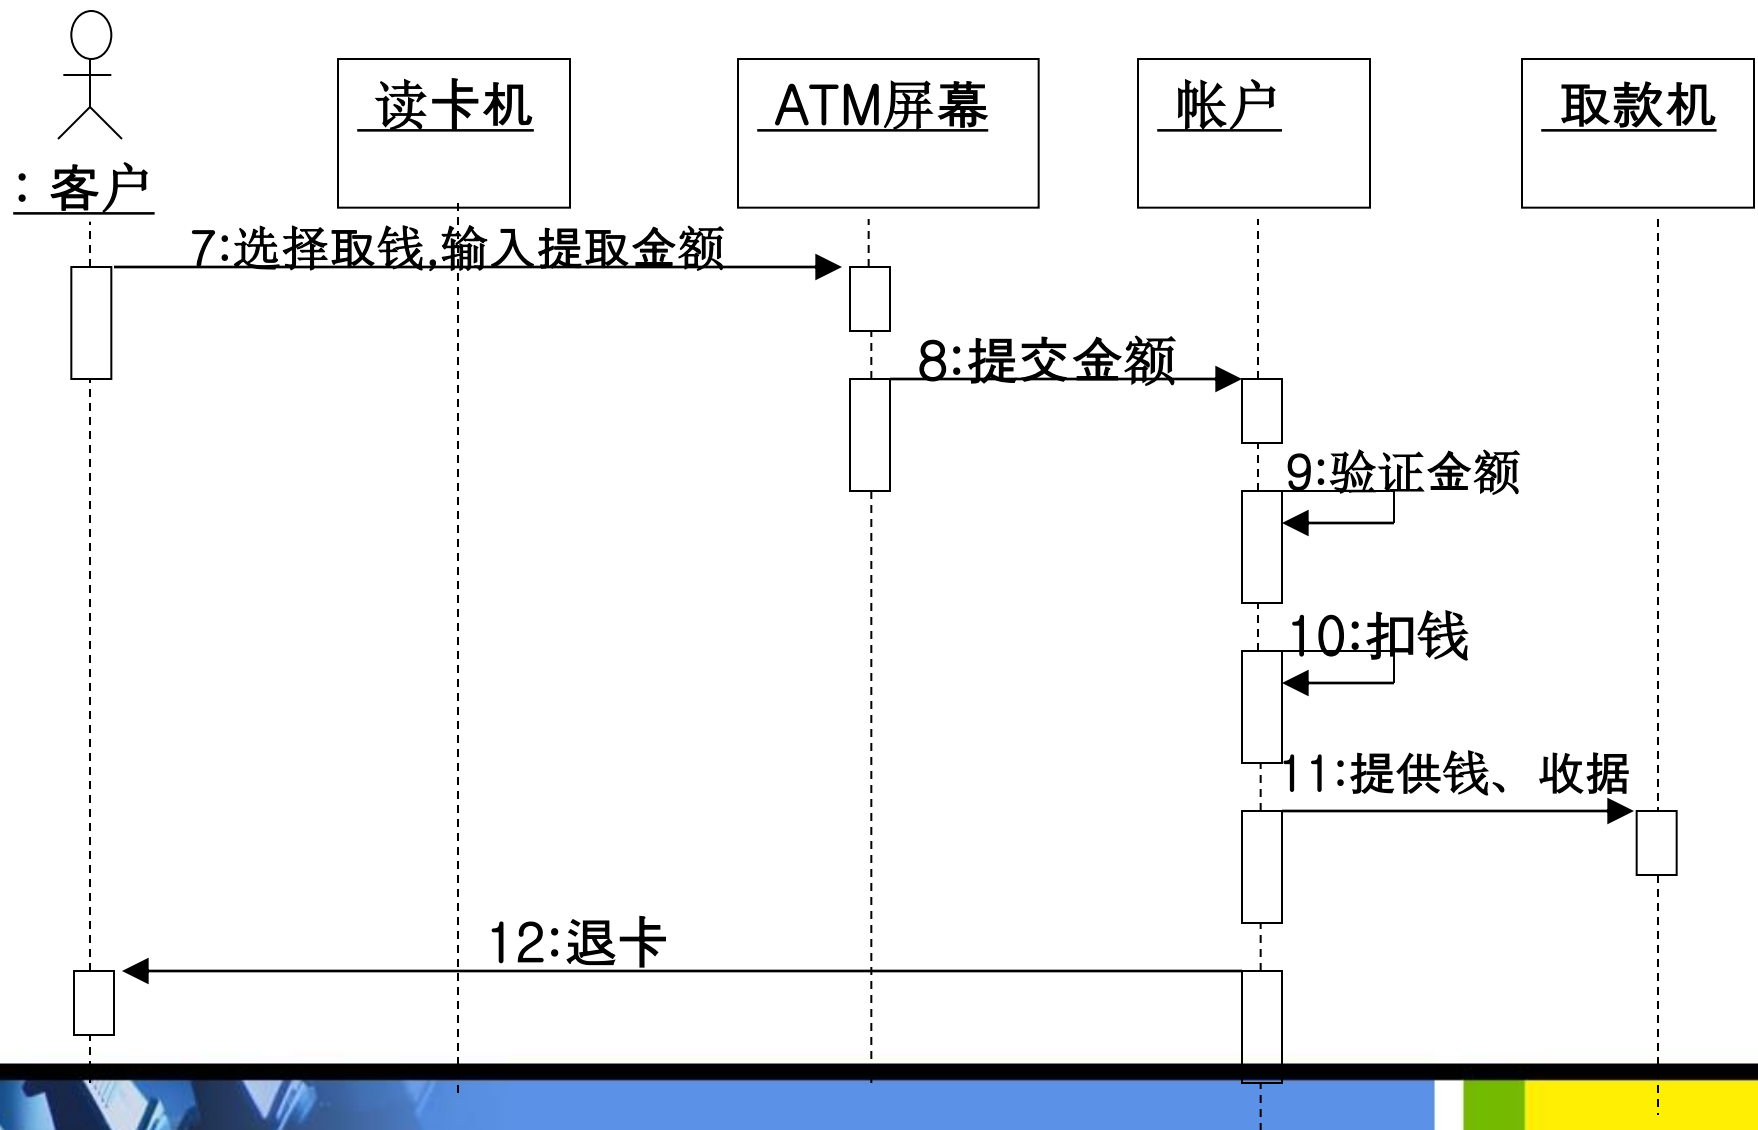 读卡机
ATM屏幕
帐户
取款机
: 客户
7:选择取钱,输入提取金额
8:提交金额
9:验证金额
10:扣钱
11:提供钱、收据
12:退卡